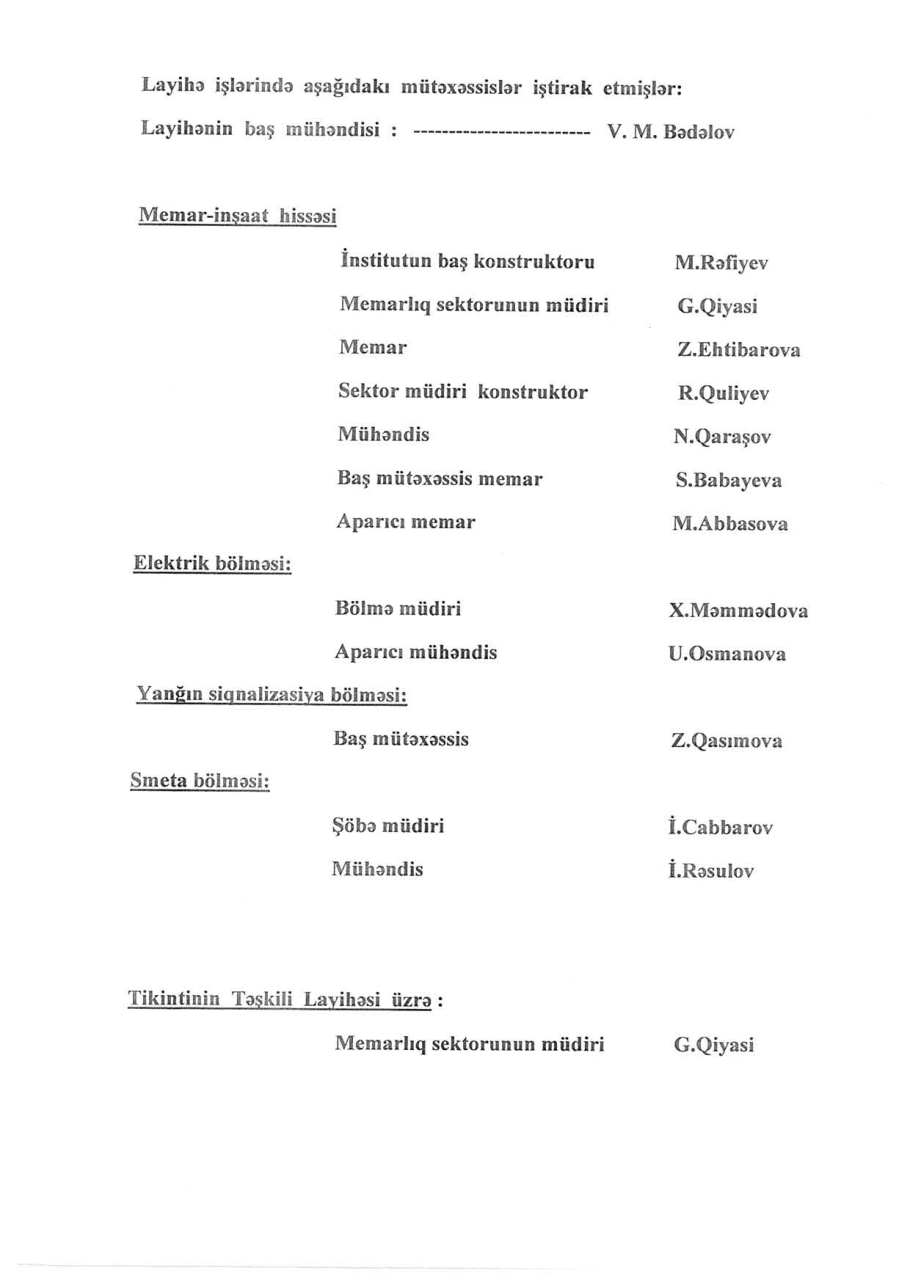 Layihə işlərində aşağıdakı mütəxəssislər iştirak etmişlər:
Layihənin baş mühəndisi : ------------------------- V. M. Bədəlov
Memar-inşaat hissəsi
İnstitutun baş konstruktoru M.Rəfiyev
Memarlıq sektorunun müdiri G.Qiyasi
Memar Z.Ehtibarova
Sektor müdiri konstruktor R.Quliyev
Mühəndis N.Qaraşov
Baş mütəxəssis memar S.Babayeva
Aparıcı memar M.Abbasova
Elektrik bölməsi:
Bölmə müdiri X.Məmmədova
Aparıcı mühəndis U.Osmanova
Yanğın siqnalizasiya bölməsi:
Baş mütəxəssis Z.Qasımova
Smeta bölməsi:
Şöbə müdiri İ.Cabbarov
Mühəndis İ.Rəsulov
Tikintinin Təşkili Layihəsi üzrə :
Memarlıq sektorunun müdiri G.Qiyasi